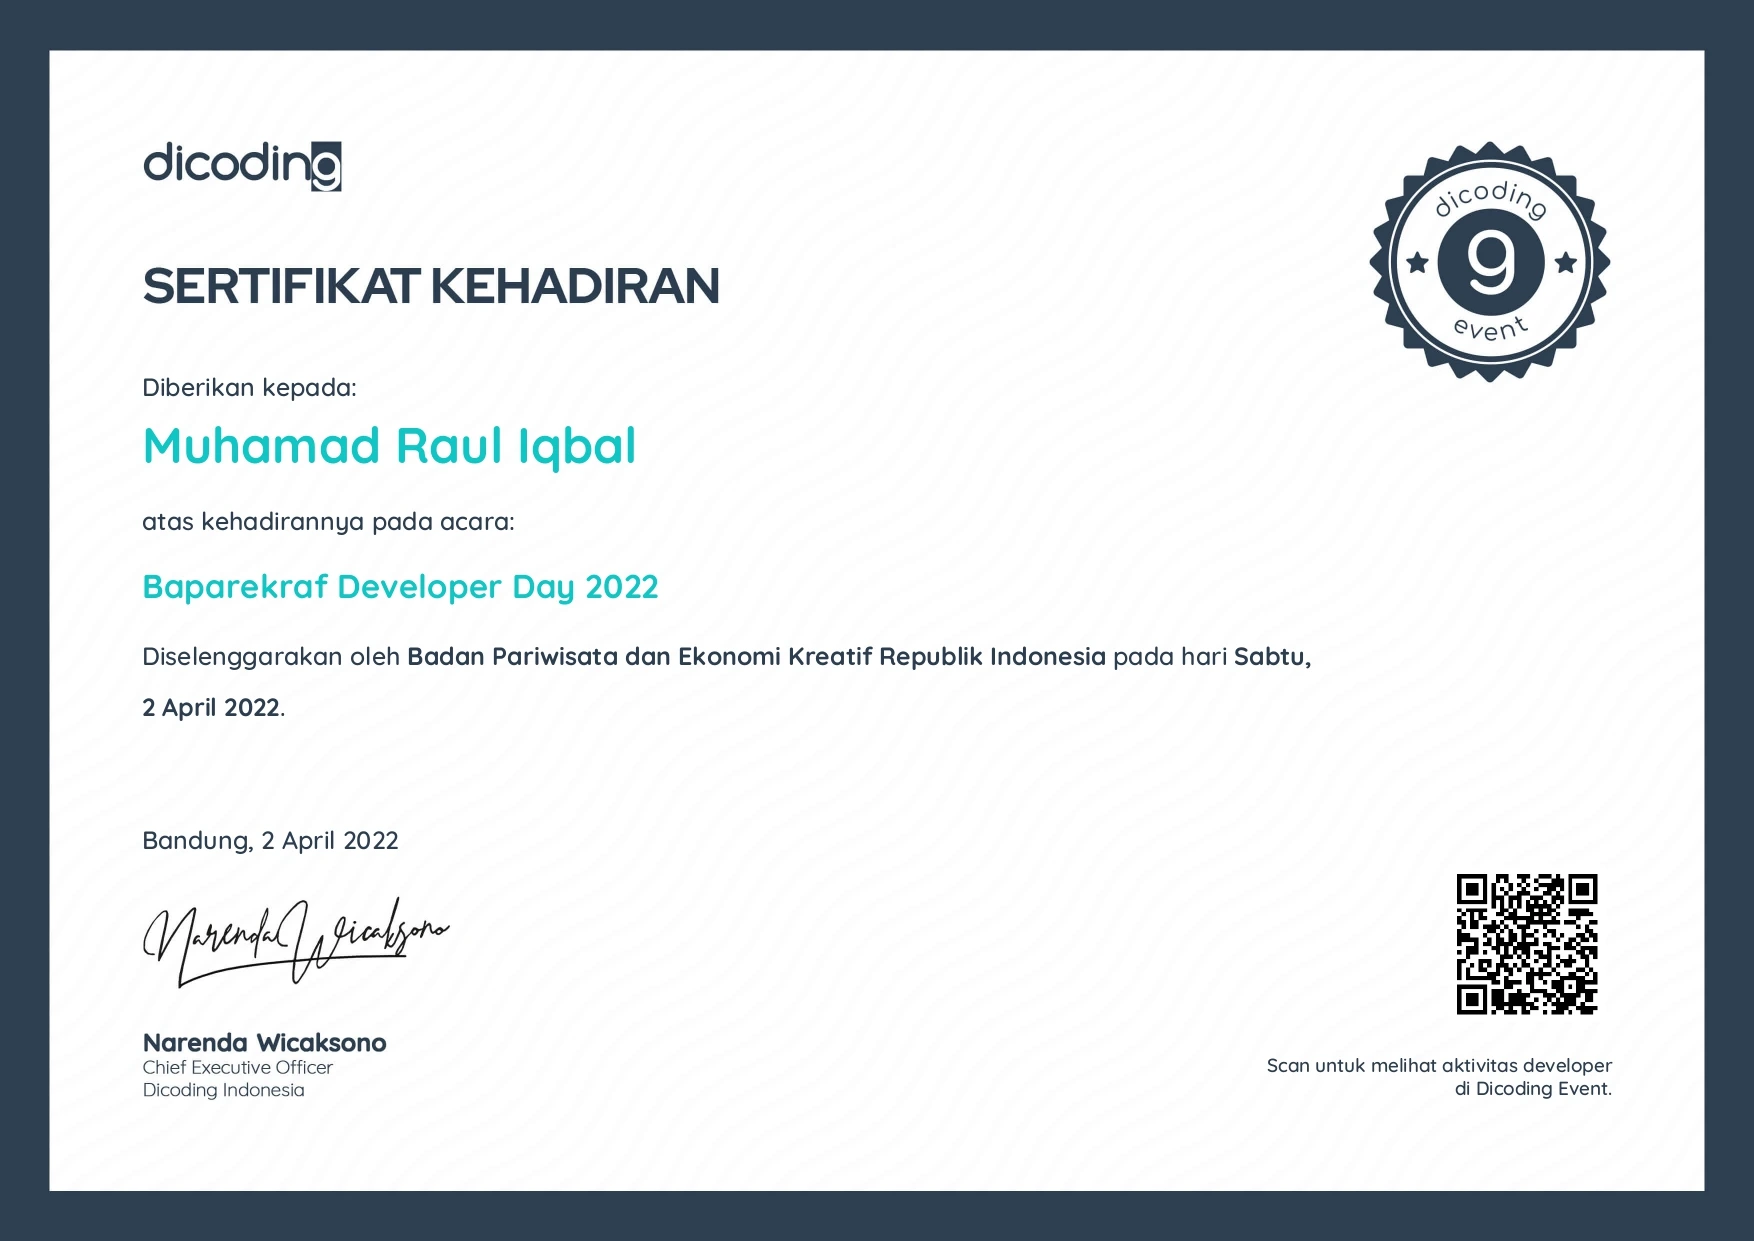 dicoding
SERTIFIKAT KEHADIRAN
dicoding
g
event
Diberikan kepada:
Muhamad Raul Iqbal
atas kehadirannya pada acara:
Baparekraf Developer Day 2022
Diselenggarakan oleh Badan Pariwisata dan Ekonomi Kreatif Republik Indonesia pada hari Sabtu,
2 April 2022.
Bandung, 2 April 2022
Narenda Wicaksono
Narenda Wicaksono
Chief Executive Officer
Dicoding Indonesia
Scan untuk melihat aktivitas developer
di Dicoding Event.